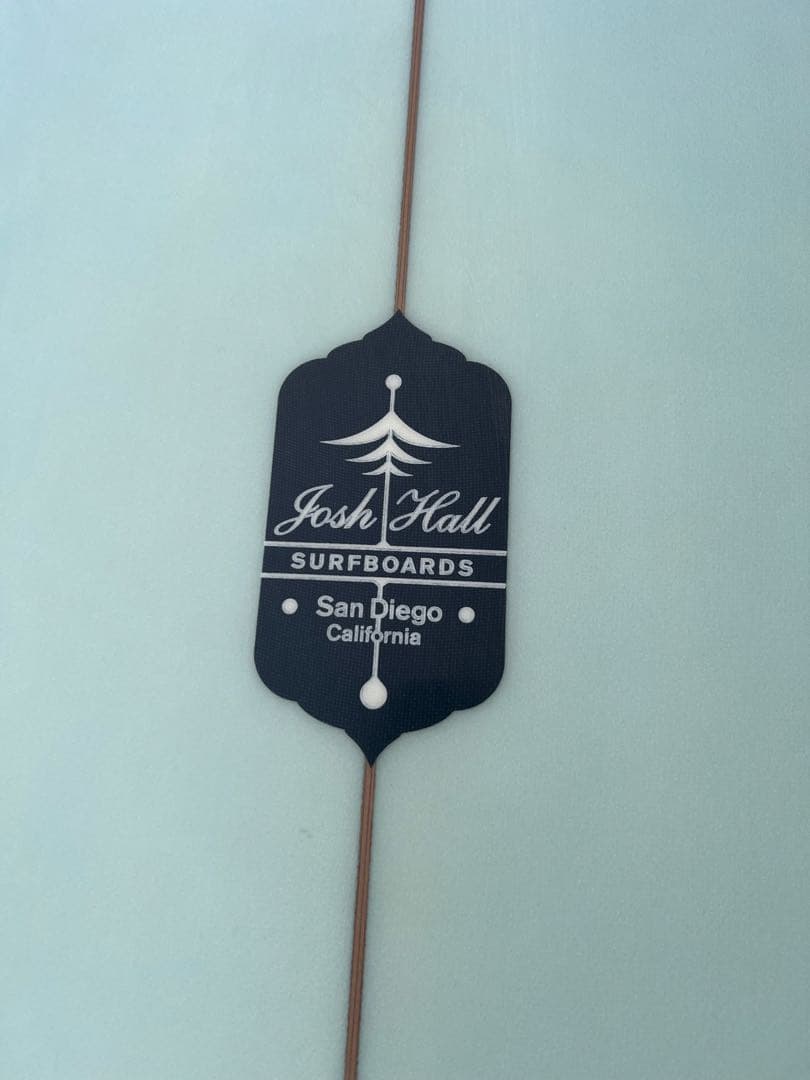 Josh Hall
SURFBOARDS
San Diego
California